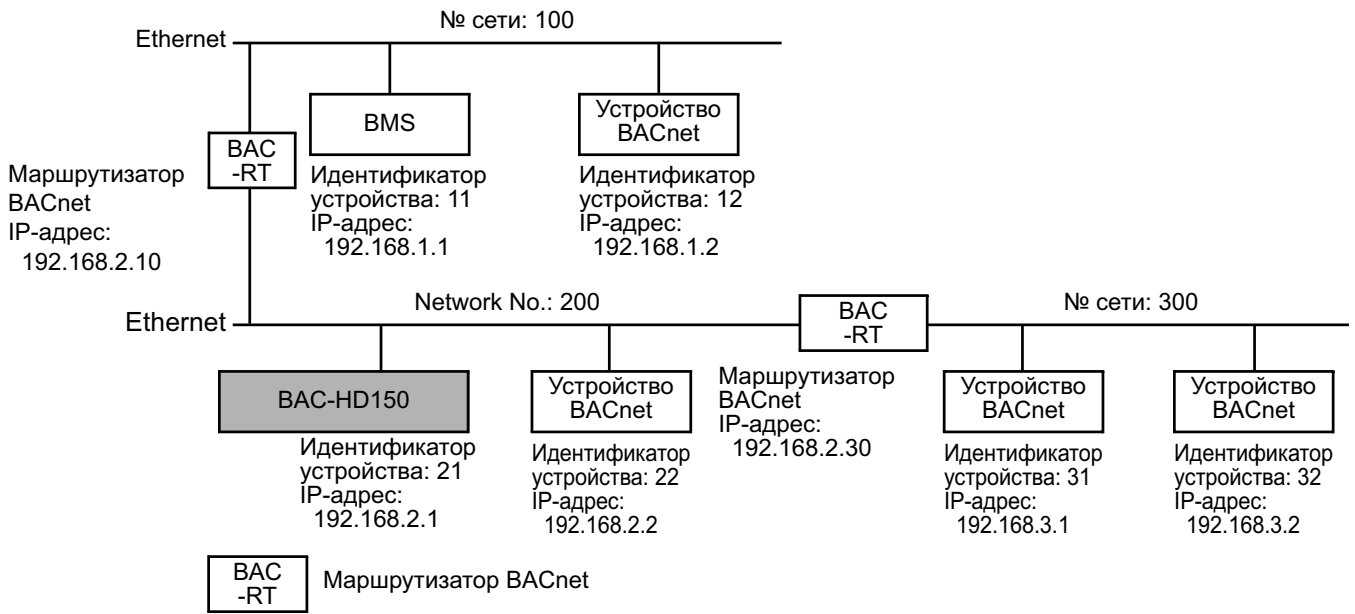 № сети: 100
Ethernet
BMS
Устройство
BACnet
BAC
-RT
Маршрутизатор
BACnet
IP-адрес:
192.168.2.10
Идентификатор
устройства: 11
IP-адрес:
192.168.1.1
Идентификатор
устройства: 12
IP-адрес:
192.168.1.2
Network No.: 200
№ сети: 300
Ethernet
BAC
-RT
BAC-HD150
Устройство
BACnet
Маршрутизатор
BACnet
IP-адрес:
192.168.2.30
Устройство
BACnet
Устройство
BACnet
Идентификатор
устройства: 21
IP-адрес:
192.168.2.1
Идентификатор
устройства: 22
IP-адрес:
192.168.2.2
Идентификатор
устройства: 31
IP-адрес:
192.168.3.1
Идентификатор
устройства: 32
IP-адрес:
192.168.3.2
BAC
-RT
Маршрутизатор BACnet